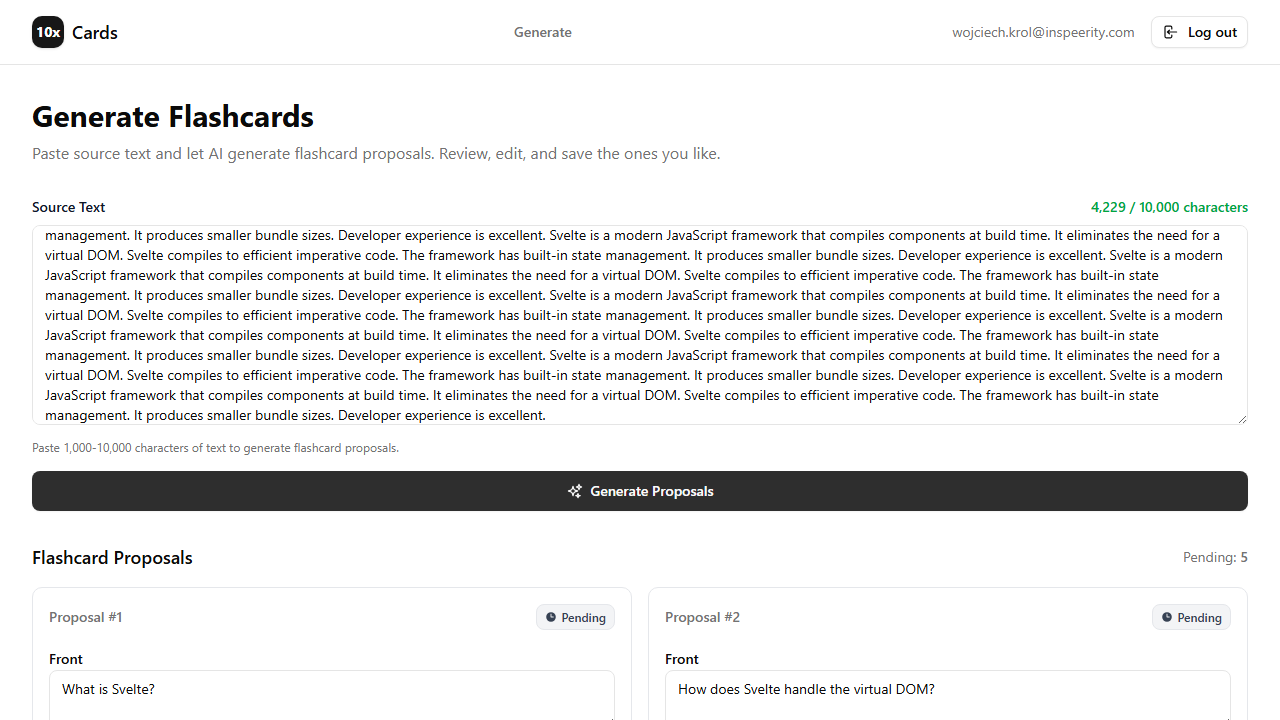 10x Cards
Generate
wojciech.krol@inspeerity.com
Log out
Generate Flashcards
Paste source text and let AI generate flashcard proposals. Review, edit, and save the ones you like.
Source Text
4,229 / 10,000 characters
management. It produces smaller bundle sizes. Developer experience is excellent. Svelte is a modern JavaScript framework that compiles components at build time. It eliminates the need for a
virtual DOM. Svelte compiles to efficient imperative code. The framework has built-in state management. It produces smaller bundle sizes. Developer experience is excellent. Svelte is a modern
JavaScript framework that compiles components at build time. It eliminates the need for a virtual DOM. Svelte compiles to efficient imperative code. The framework has built-in state
management. It produces smaller bundle sizes. Developer experience is excellent. Svelte is a modern JavaScript framework that compiles components at build time. It eliminates the need for a
virtual DOM. Svelte compiles to efficient imperative code. The framework has built-in state management. It produces smaller bundle sizes. Developer experience is excellent. Svelte is a modern
JavaScript framework that compiles components at build time. It eliminates the need for a virtual DOM. Svelte compiles to efficient imperative code. The framework has built-in state
management. It produces smaller bundle sizes. Developer experience is excellent. Svelte is a modern JavaScript framework that compiles components at build time. It eliminates the need for a
virtual DOM. Svelte compiles to efficient imperative code. The framework has built-in state management. It produces smaller bundle sizes. Developer experience is excellent. Svelte is a modern
JavaScript framework that compiles components at build time. It eliminates the need for a virtual DOM. Svelte compiles to efficient imperative code. The framework has built-in state
management. It produces smaller bundle sizes. Developer experience is excellent.
Paste 1,000-10,000 characters of text to generate flashcard proposals.
Generate Proposals
Flashcard Proposals
Pending: 5
Proposal #1
Pending
Front
What is Svelte?
Proposal #2
Pending
Front
How does Svelte handle the virtual DOM?